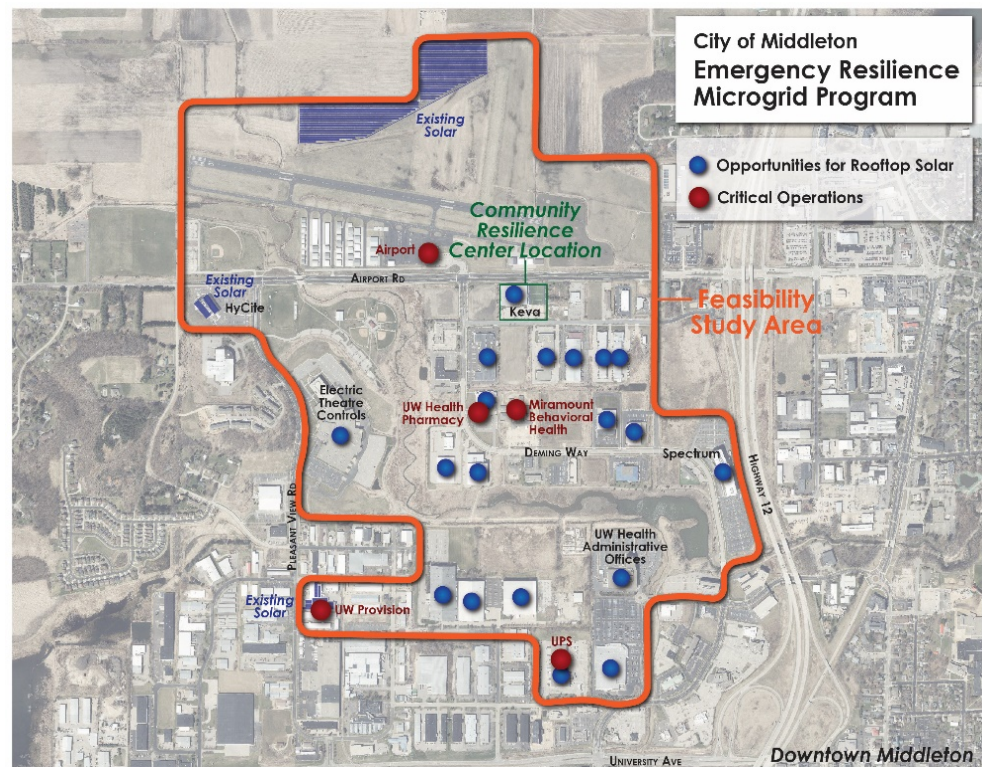 City of Middleton
Emergency Resilience
Microgrid Program
Opportunities for Rooftop Solar
Critical Operations
Existing
Solar
Community
Resilience
Center Location
Airport
Airport Rd
Existing
Solar
HyCite
Keva
Feasibility
Study Area
Electric
Theatre
Controls
UW Health
Pharmacy
Miramount
Behavioral
Health
Deming Way
Spectrum
Highway 12
Pleasant View Rd
UW Health
Administrative
Offices
Existing
Solar
UW Provision
UPS
University Ave
Downtown Middleton